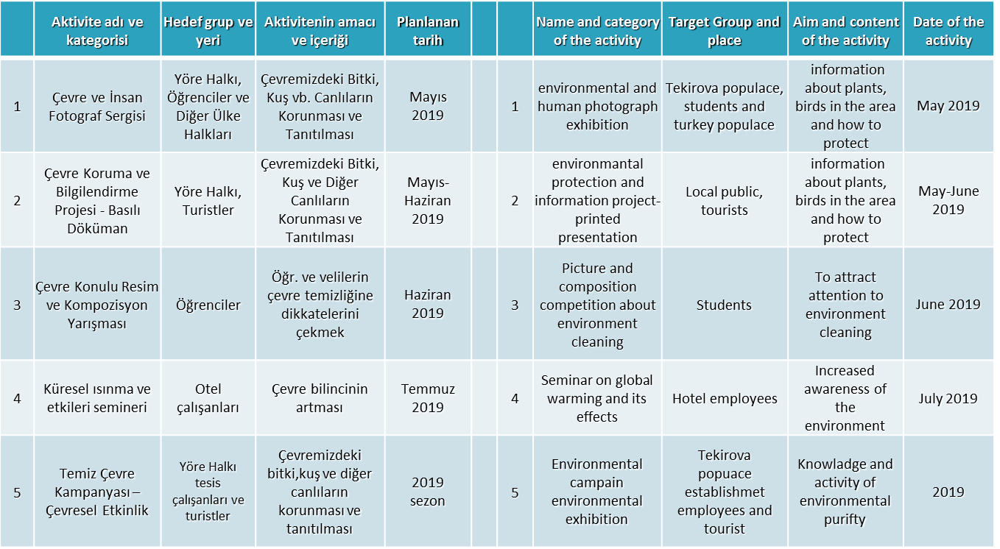 Aktivite adı ve
kategorisi
Hedef grup ve
yeri
Aktivitenin amacı
ve içeriği
Planlanan
tarih
Name and category
of the activity
Target Group and
place
Aim and content
of the activity
Date of the
activity
1
Çevre ve İnsan
Fotograf Sergisi
Yöre Halkı,
Öğrenciler ve
Diğer Ülke
Halkları
Çevremizdeki Bitki,
Kuş vb. Canlıların
Korunması ve
Tanıtılması
Mayıs
2019
1
environmental and
human photograph
exhibition
Tekirova populace,
students and
turkey populace
information
about plants,
birds in the area
and how to
protect
May 2019
2
Çevre Koruma ve
Bilgilendirme
Projesi - Basılı
Döküman
Yöre Halkı,
Turistler
Çevremizdeki Bitki,
Kuş ve Diğer
Canlıların
Korunması ve
Tanıtılması
Mayıs-
Haziran
2019
2
environmantal
protection and
information project-
printed
presentation
Local public,
tourists
information
about plants,
birds in the area
and how to
protect
May-June
2019
3
Çevre Konulu Resim
ve Kompozisyon
Yarışması
Öğrenciler
Öğr. ve velilerin
çevre temizliğine
dikkatelerini
çekmek
Haziran
2019
3
Picture and
composition
competition about
environment
cleaning
Students
To attract
attention to
environment
cleaning
June 2019
4
Küresel ısınma ve
etkileri semineri
Otel
çalışanları
Çevre bilincinin
artması
Temmuz
2019
4
Seminar on global
warming and its
effects
Hotel employees
Increased
awareness of
the
environment
July 2019
5
Temiz Çevre
Kampanyası –
Çevresel Etkinlik
Yöre Halkı
tesis
çalışanları ve
turistler
Çevremizdeki
bitki,kuş ve diğer
canlıların
korunması ve
tanıtılması
2019
sezon
5
Environmental
campain
environmental
exhibition
Tekirova
popuace
establishmet
employees and
tourist
Knowladge and
activity of
environmental
purifty
2019